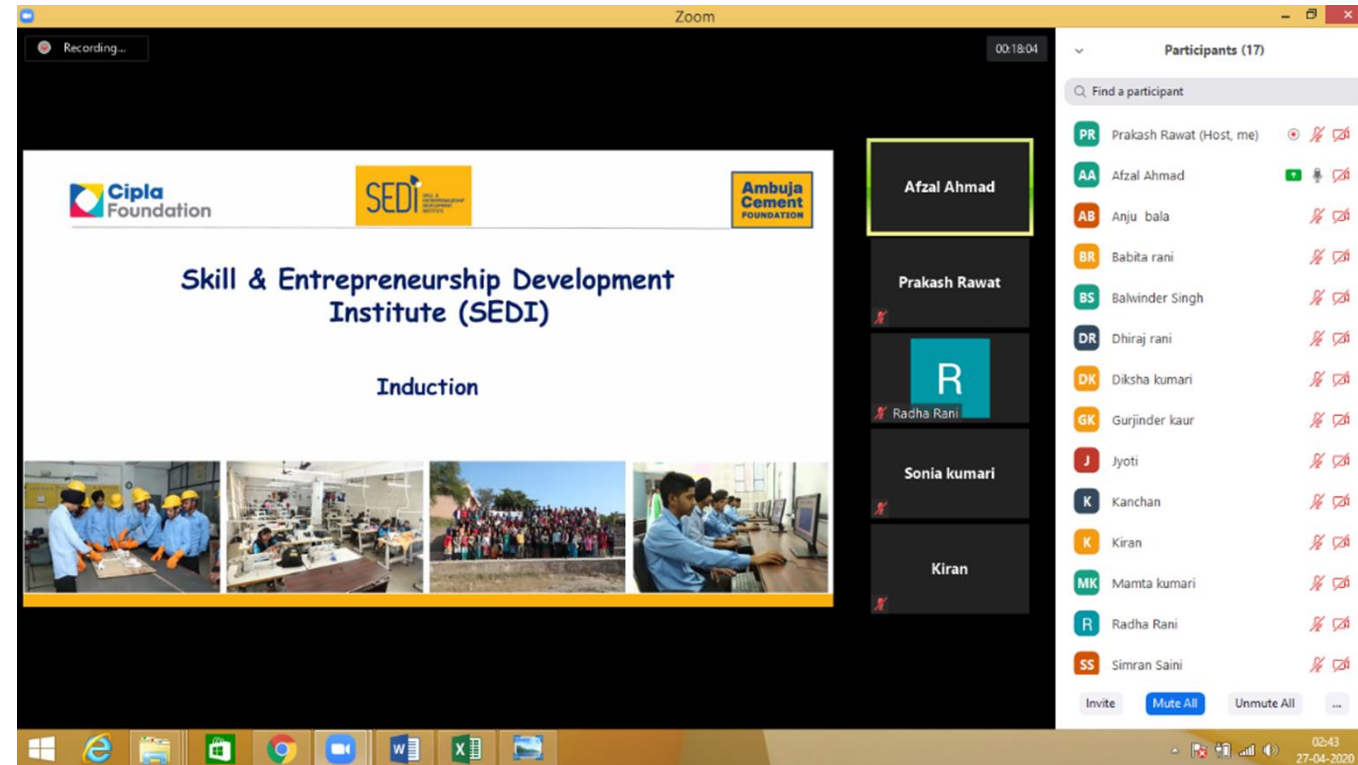 Zoom
Recording...
00:18:04
Cipla
Foundation
SEDI
SKILL &
ENTREPRENEURSHIP
DEVELOPMENT
INSTITUTE
Ambuja
Cement
FOUNDATION
Skill & Entrepreneurship Development
Institute (SEDI)
Induction
Afzal Ahmad
Prakash Rawat
R
Radha Rani
Sonia kumari
Kiran
Participants (17)
Find a participant
PR Prakash Rawat (Host, me)
AA Afzal Ahmad
AB Anju bala
BR Babita rani
BS Balwinder Singh
DR Dhiraj rani
DK Diksha kumari
GK Gurjinder kaur
J Jyoti
K Kanchan
K Kiran
MK Mamta kumari
R Radha Rani
SS Simran Saini
Invite Mute All Unmute All ...
02:43
27-04-2020